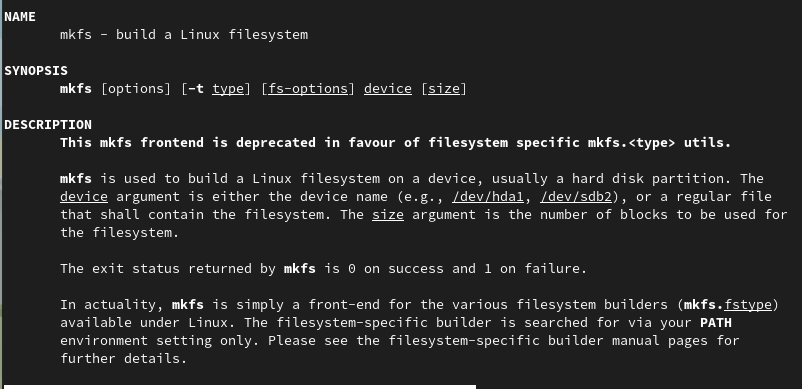 NAME
mkfs - build a Linux filesystem
SYNOPSIS
mkfs [options] [-t type] [fs-options] device [size]
DESCRIPTION
This mkfs frontend is deprecated in favour of filesystem specific mkfs.<type> utils.
mkfs is used to build a Linux filesystem on a device, usually a hard disk partition. The
device argument is either the device name (e.g., /dev/hda1, /dev/sdb2), or a regular file
that shall contain the filesystem. The size argument is the number of blocks to be used for
the filesystem.
The exit status returned by mkfs is 0 on success and 1 on failure.
In actuality, mkfs is simply a front-end for the various filesystem builders (mkfs.fstype)
available under Linux. The filesystem-specific builder is searched for via your PATH
environment setting only. Please see the filesystem-specific builder manual pages for
further details.